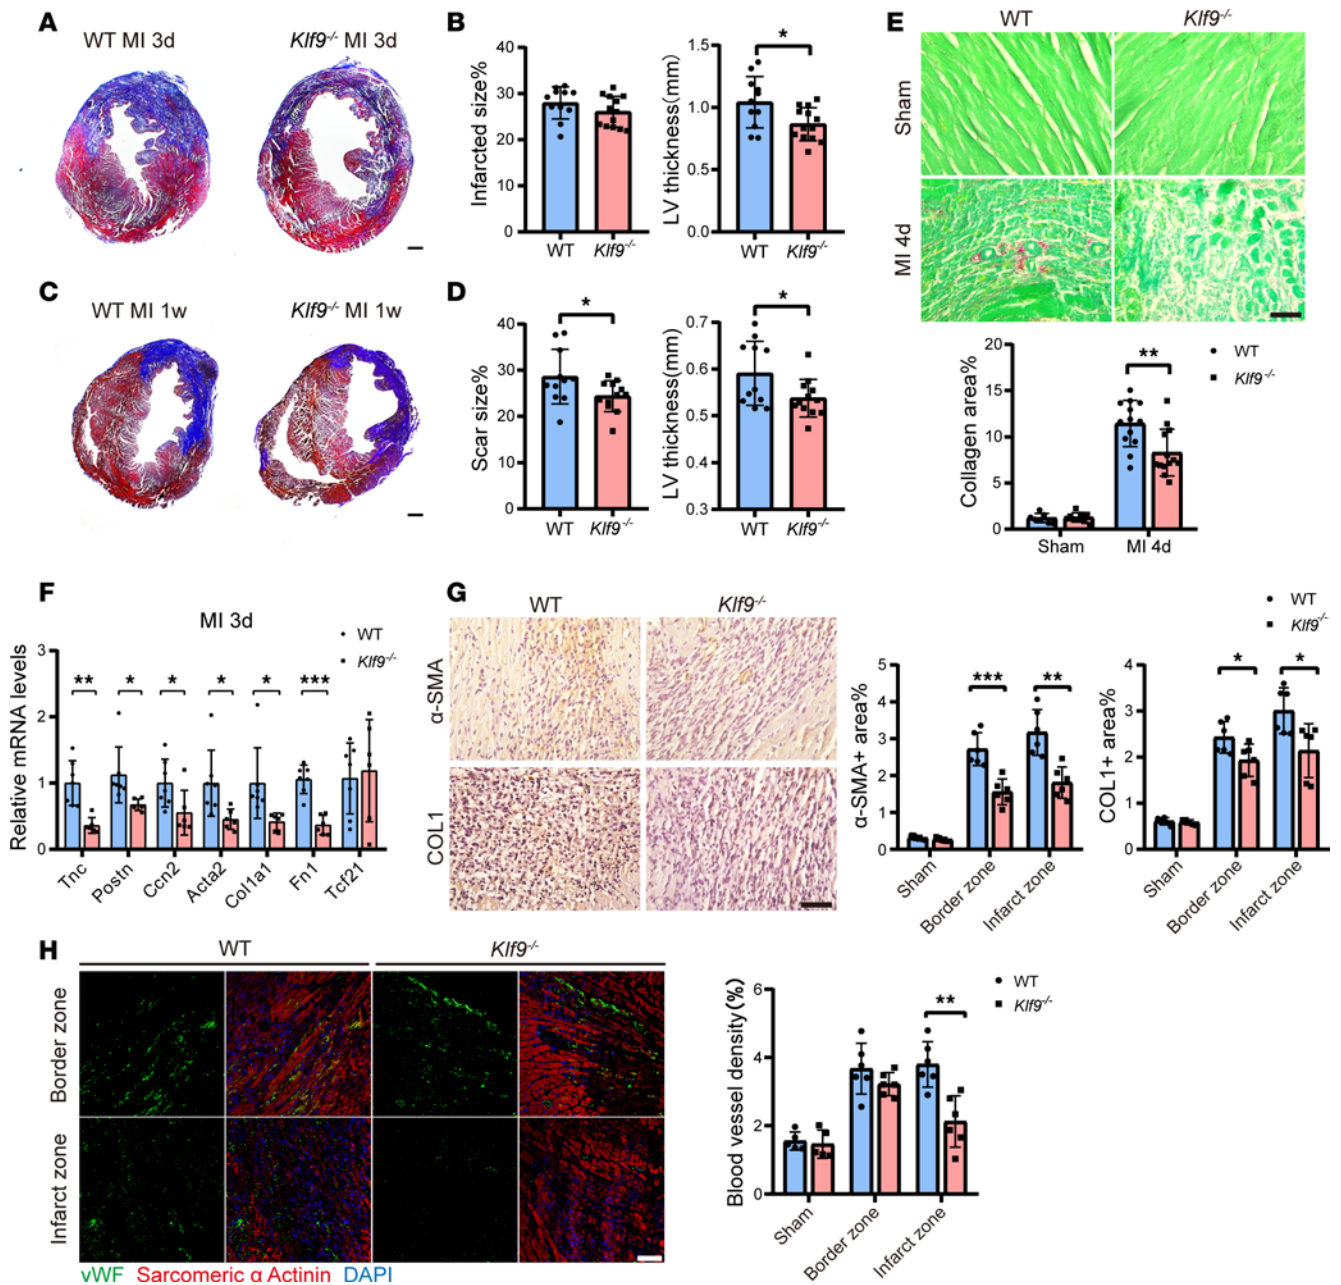 A
WT MI 3d
Klf9-/- MI 3d
B
Infarcted size%
40
30
20
10
0
WT
Klf9-/-
LV thickness(mm)
1.5
1.0
0.5
0.0
*
WT
Klf9-/-
C
WT MI 1w
Klf9-/- MI 1w
D
Scar size%
40
30
20
10
0
*
WT
Klf9-/-
LV thickness(mm)
0.7
0.6
0.5
0.4
0.3
*
WT
Klf9-/-
E
WT
Klf9-/-
Sham
MI 4d
Collagen area%
20
15
10
5
0
**
WT
Klf9-/-
Sham
MI 4d
F
MI 3d
WT
Klf9-/-
Relative mRNA levels
3
2
1
0
**
*
*
*
*
***
Tnc
Postn
Ccn2
Acta2
Col1a1
Fn1
Tcf21
G
WT
Klf9-/-
α-SMA
COL1
α-SMA+ area%
5
4
3
2
1
0
***
**
WT
Klf9-/-
Sham
Border zone
Infarct zone
COL1+ area%
4
3
2
1
0
*
*
WT
Klf9-/-
Sham
Border zone
Infarct zone
H
WT
Klf9-/-
Border zone
Infarct zone
vWF Sarcomeric α Actinin DAPI
Blood vessel density(%)
6
4
2
0
**
WT
Klf9-/-
Sham
Border zone
Infarct zone